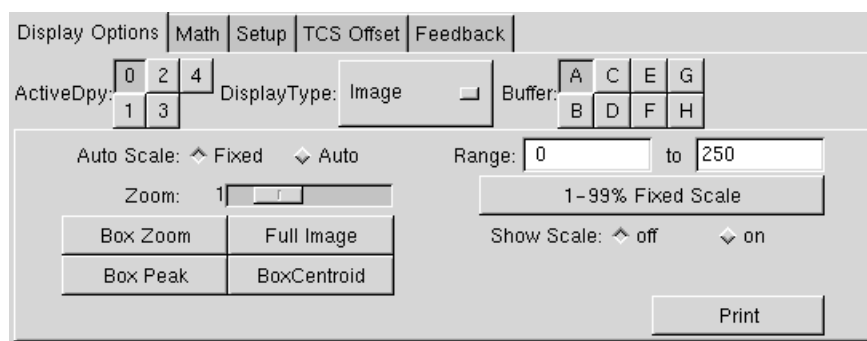 Display Options Math Setup TCS Offset Feedback
ActiveDpy: 0 2 4 1 3 DisplayType: Image Buffer: A C E G B D F H
Auto Scale: Fixed Auto Range: 0 to 250
Zoom: 1 1-99% Fixed Scale
Box Zoom Full Image Show Scale: off on
Box Peak BoxCentroid
Print